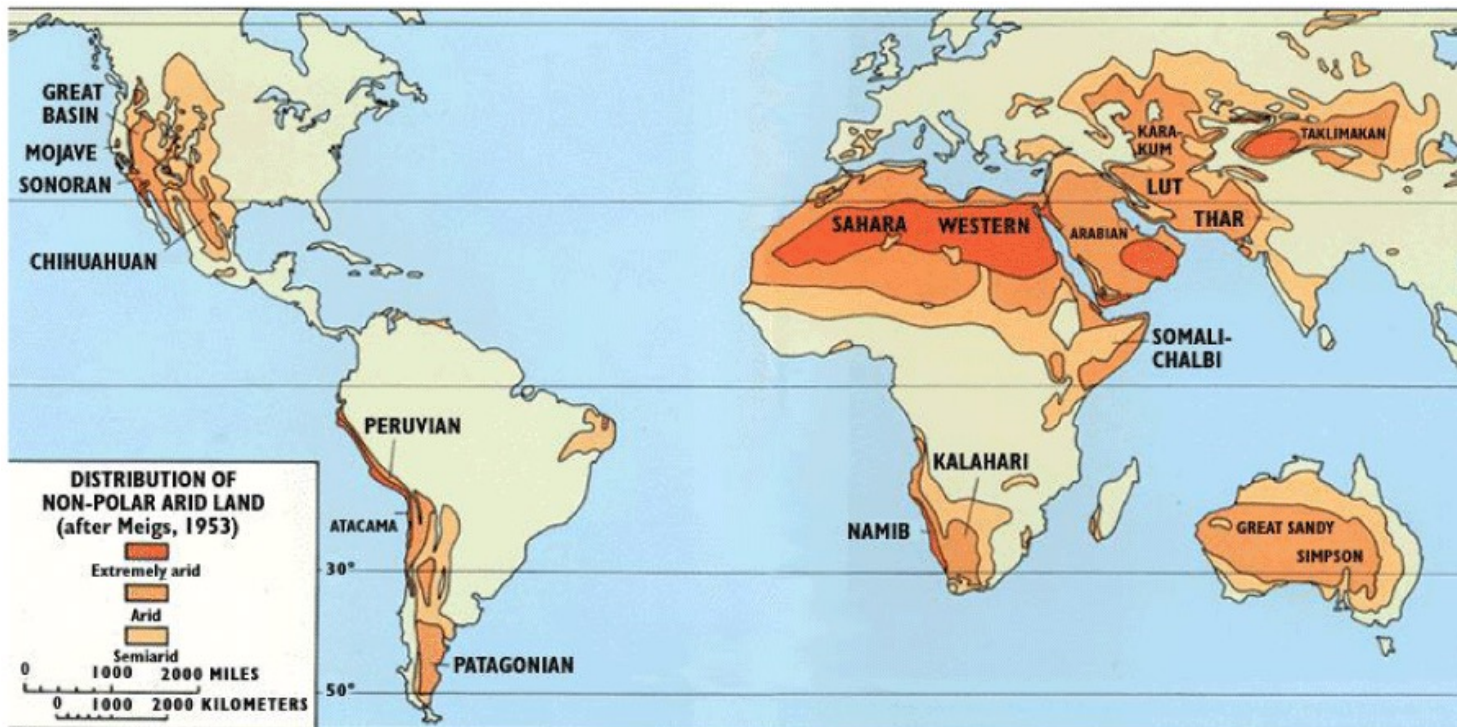 GREAT
BASIN
MOJAVE
SONORAN
CHIHUAHUAN
KARA-
KUM
TAKLIMAKAN
LUT
THAR
SAHARA
WESTERN
ARABIAN
SOMALI-
CHALBI
PERUVIAN
ATACAMA
PATAGONIAN
KALAHARI
NAMIB
GREAT SANDY
SIMPSON
30°
50°
DISTRIBUTION OF
NON-POLAR ARID LAND
(after Meigs, 1953)
Extremely arid
Arid
Semiarid
0 1000 2000 MILES
0 1000 2000 KILOMETERS